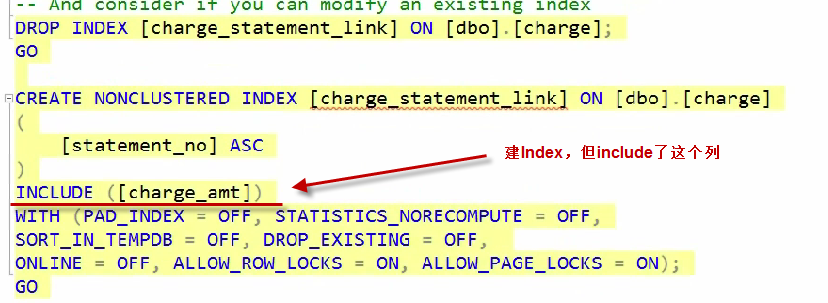 -- And consider if you can modify an existing index
DROP INDEX [charge_statement_link] ON [dbo].[charge];
GO
CREATE NONCLUSTERED INDEX [charge_statement_link] ON [dbo].[charge]
(
[statement_no] ASC
)
建Index，但include了这个列
INCLUDE ([charge_amt])
WITH (PAD_INDEX = OFF, STATISTICS_NORECOMPUTE = OFF,
SORT_IN_TEMPDB = OFF, DROP_EXISTING = OFF,
ONLINE = OFF, ALLOW_ROW_LOCKS = ON, ALLOW_PAGE_LOCKS = ON);
GO